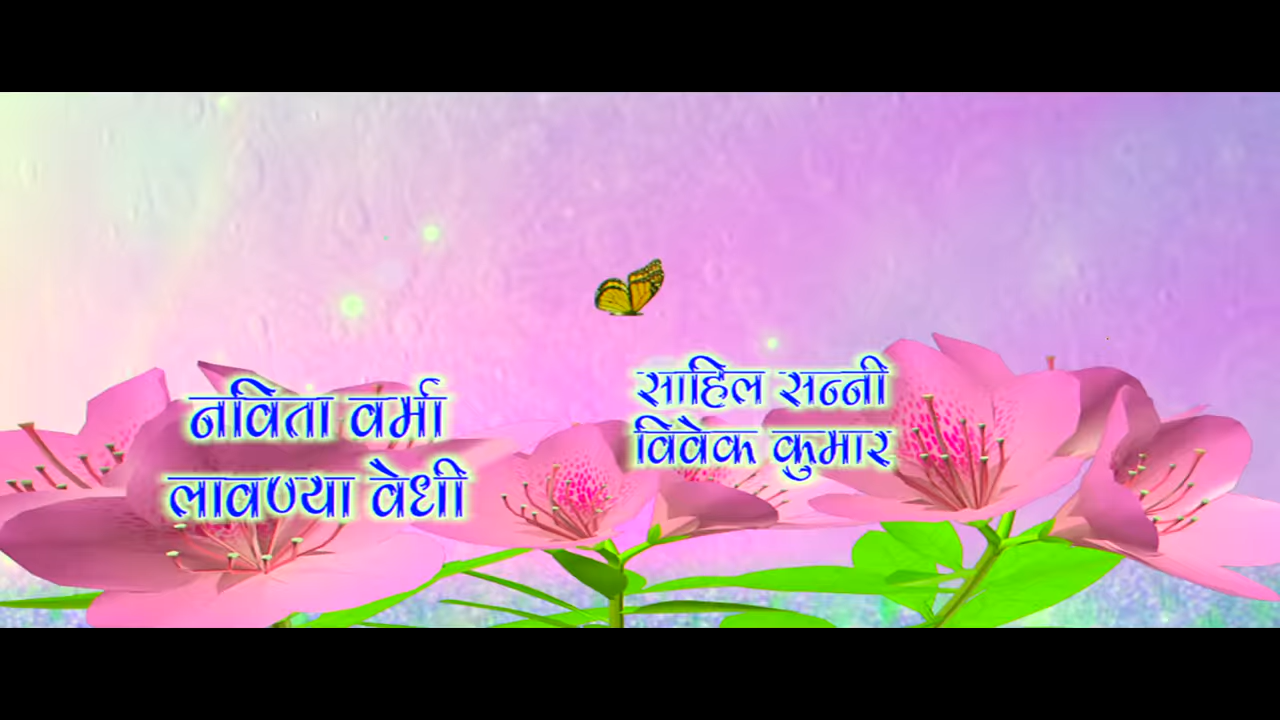 नविता वर्मा
लावण्या वेधी
साहिल सन्नी
विवेक कुमार